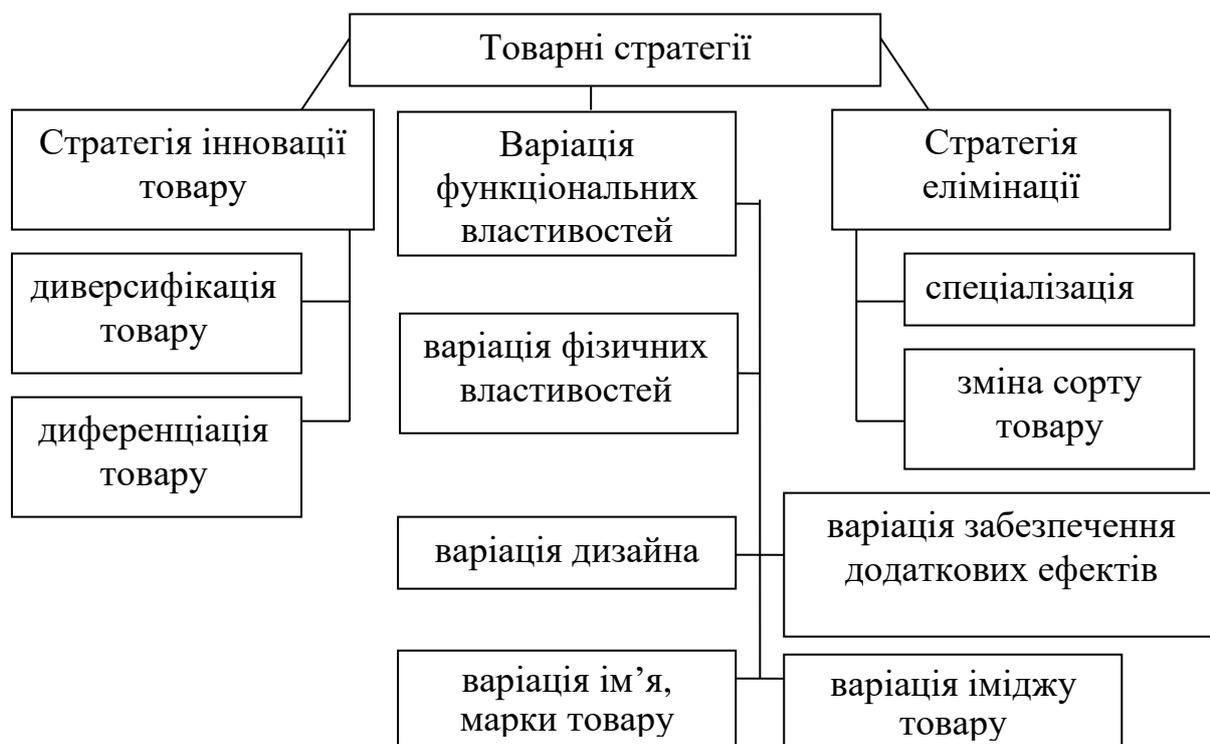 Товарні стратегії
Стратегія інновації
товару
диверсифікація
товару
диференціація
товару
Варіація
функціональних
властивостей
варіація фізичних
властивостей
варіація дизайна
варіація ім’я,
марки товару
Стратегія
елімінації
спеціалізація
зміна сорту
товару
варіація забезпечення
додаткових ефектів
варіація іміджу
товару